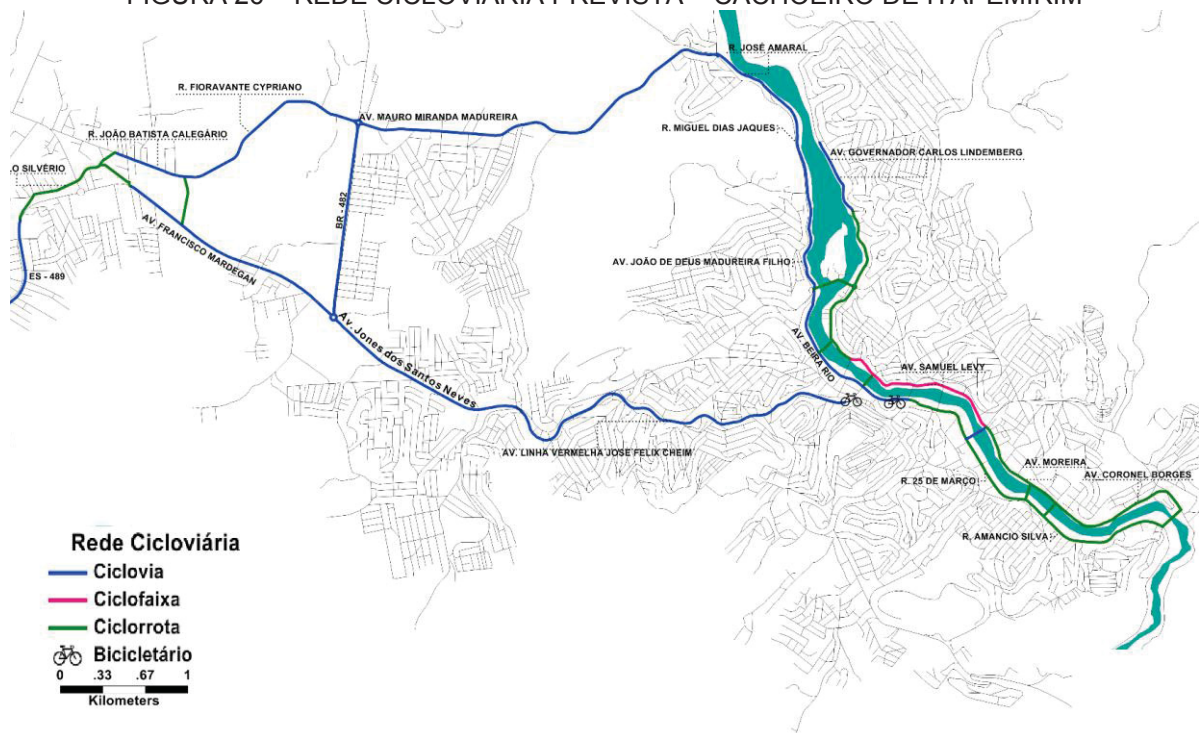 R. JOSÉ AMARAL
R. FIORAVANTE CYPRIANO
AV. MAURO MIRANDA MADUREIRA
R. JOÃO BATISTA CALEGÁRIO
R. MIGUEL DIAS JAQUES
AV. GOVERNADOR CARLOS LINDEMBERG
LO SILVÉRIO
BR - 482
AV. FRANCISCO MARDEGAN
AV. JOÃO DE DEUS MADUREIRA FILHO
ES - 489
Av. Jones dos Santos Neves
AV. BEIRA RIO
AV. SAMUEL LEVY
AV. LINHA VERMELHA JOSE FELIX CHEIM
AV. MOREIRA
AV. CORONEL BORGES
R. 25 DE MARÇO
R. AMANCIO SILVA
Rede Cicloviária
Ciclovia
Ciclofaixa
Ciclorrota
Bicicletário
0 .33 .67 1
Kilometers